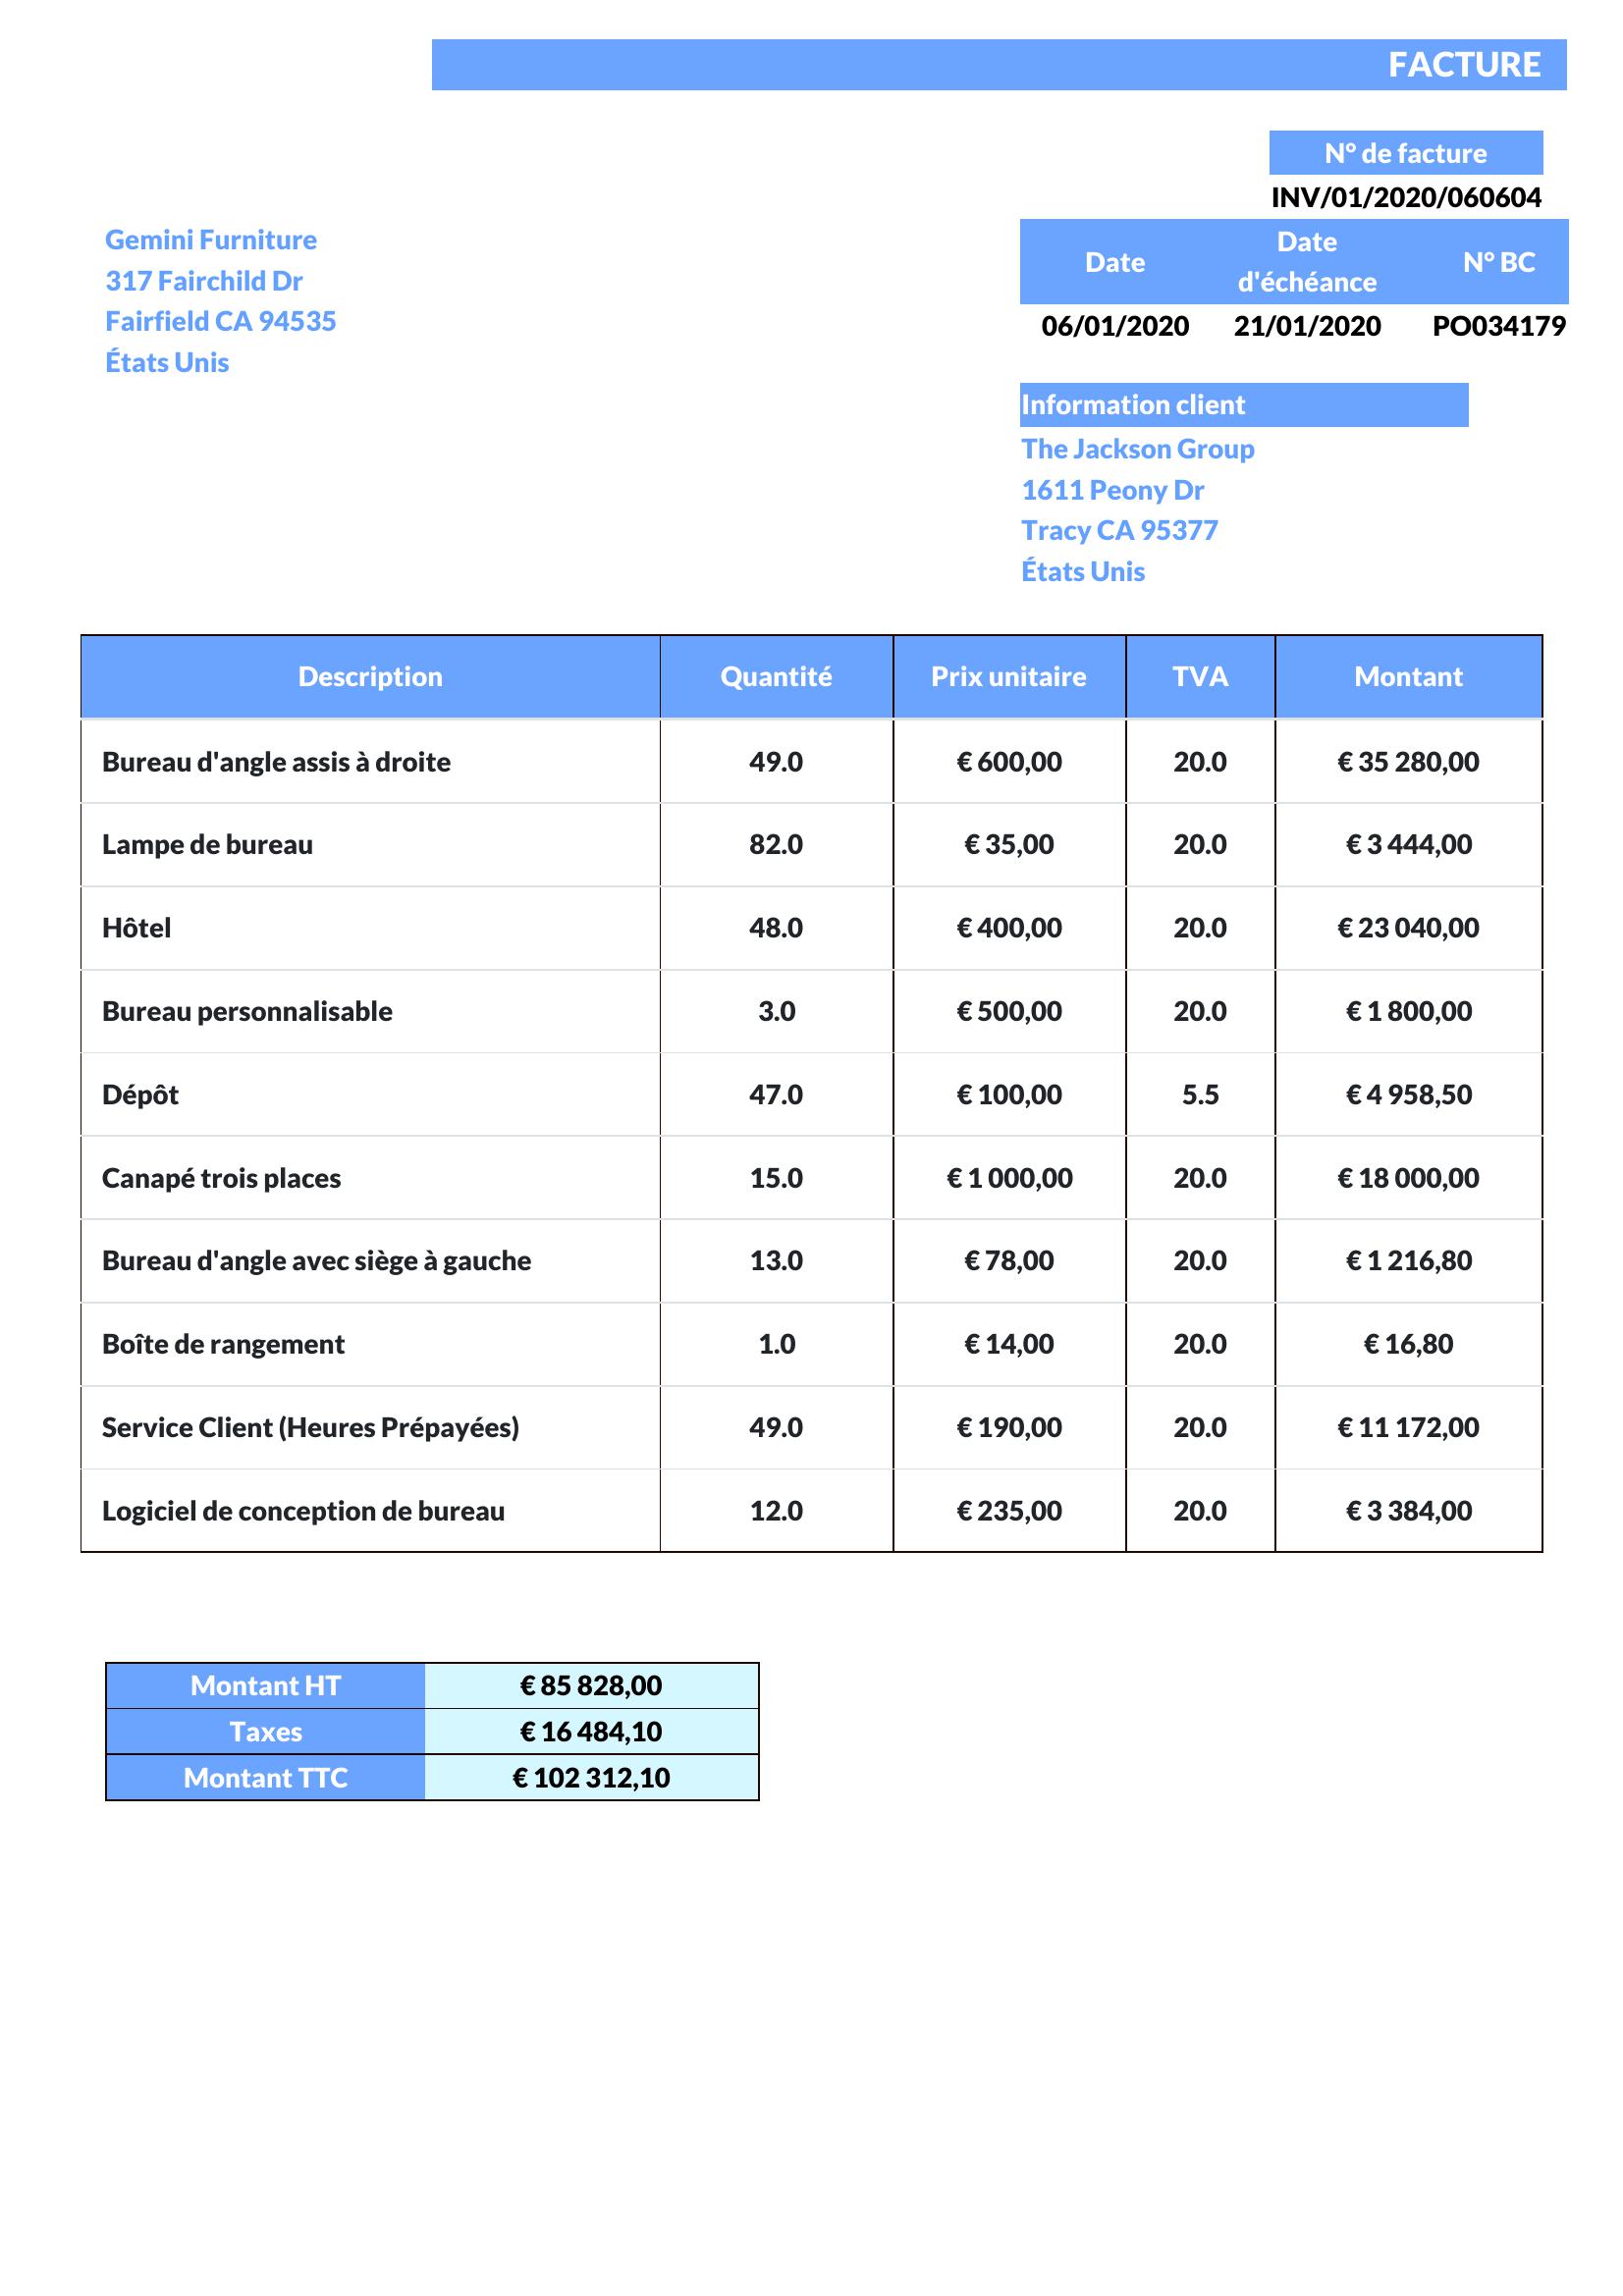 FACTURE
N° de facture
INV/01/2020/060604
Gemini Furniture
317 Fairchild Dr
Fairfield CA 94535
États Unis
Date Date d'échéance N° BC
06/01/2020 21/01/2020 PO034179
Information client
The Jackson Group
1611 Peony Dr
Tracy CA 95377
États Unis
Description Quantité Prix unitaire TVA Montant
Bureau d'angle assis à droite 49.0 € 600,00 20.0 € 35 280,00
Lampe de bureau 82.0 € 35,00 20.0 € 3 444,00
Hôtel 48.0 € 400,00 20.0 € 23 040,00
Bureau personnalisable 3.0 € 500,00 20.0 € 1 800,00
Dépôt 47.0 € 100,00 5.5 € 4 958,50
Canapé trois places 15.0 € 1 000,00 20.0 € 18 000,00
Bureau d'angle avec siège à gauche 13.0 € 78,00 20.0 € 1 216,80
Boîte de rangement 1.0 € 14,00 20.0 € 16,80
Service Client (Heures Prépayées) 49.0 € 190,00 20.0 € 11 172,00
Logiciel de conception de bureau 12.0 € 235,00 20.0 € 3 384,00
Montant HT € 85 828,00
Taxes € 16 484,10
Montant TTC € 102 312,10